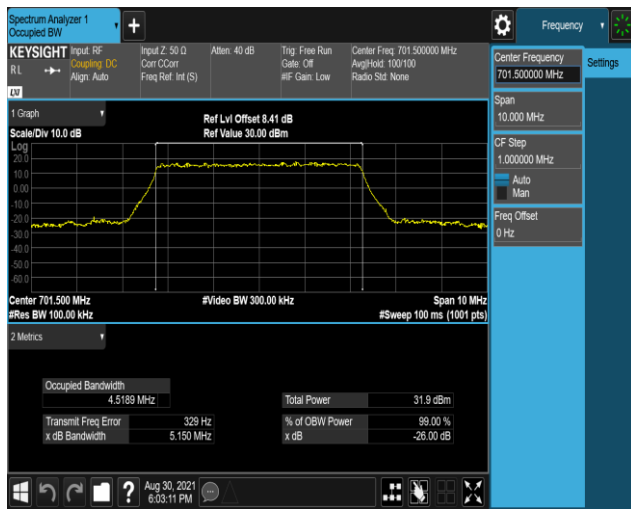 Spectrum Analyzer 1
Occupied BW
+
Frequency
KEYSIGHT
RL
Input: RF
Coupling: DC
Align: Auto
Input Z: 50 Ω
Corr CCorr
Freq Ref: Int (S)
Atten: 40 dB
Trig: Free Run
Gate: Off
#IF Gain: Low
Center Freq: 701.500000 MHz
Avg|Hold: 100/100
Radio Std: None
LXI
Center Frequency
701.500000 MHz
Settings
Span
10.000 MHz
CF Step
1.000000 MHz
Auto
Man
Freq Offset
0 Hz
1 Graph
Scale/Div 10.0 dB
Ref Lvl Offset 8.41 dB
Ref Value 30.00 dBm
Log
20.0
10.0
0.00
-10.0
-20.0
-30.0
-40.0
-50.0
-60.0
Center 701.500 MHz
#Res BW 100.00 kHz
#Video BW 300.00 kHz
Span 10 MHz
#Sweep 100 ms (1001 pts)
2 Metrics
Occupied Bandwidth
4.5189 MHz
Total Power 31.9 dBm
Transmit Freq Error 329 Hz
% of OBW Power 99.00 %
x dB Bandwidth 5.150 MHz
x dB -26.00 dB
?
Aug 30, 2021
6:03:11 PM